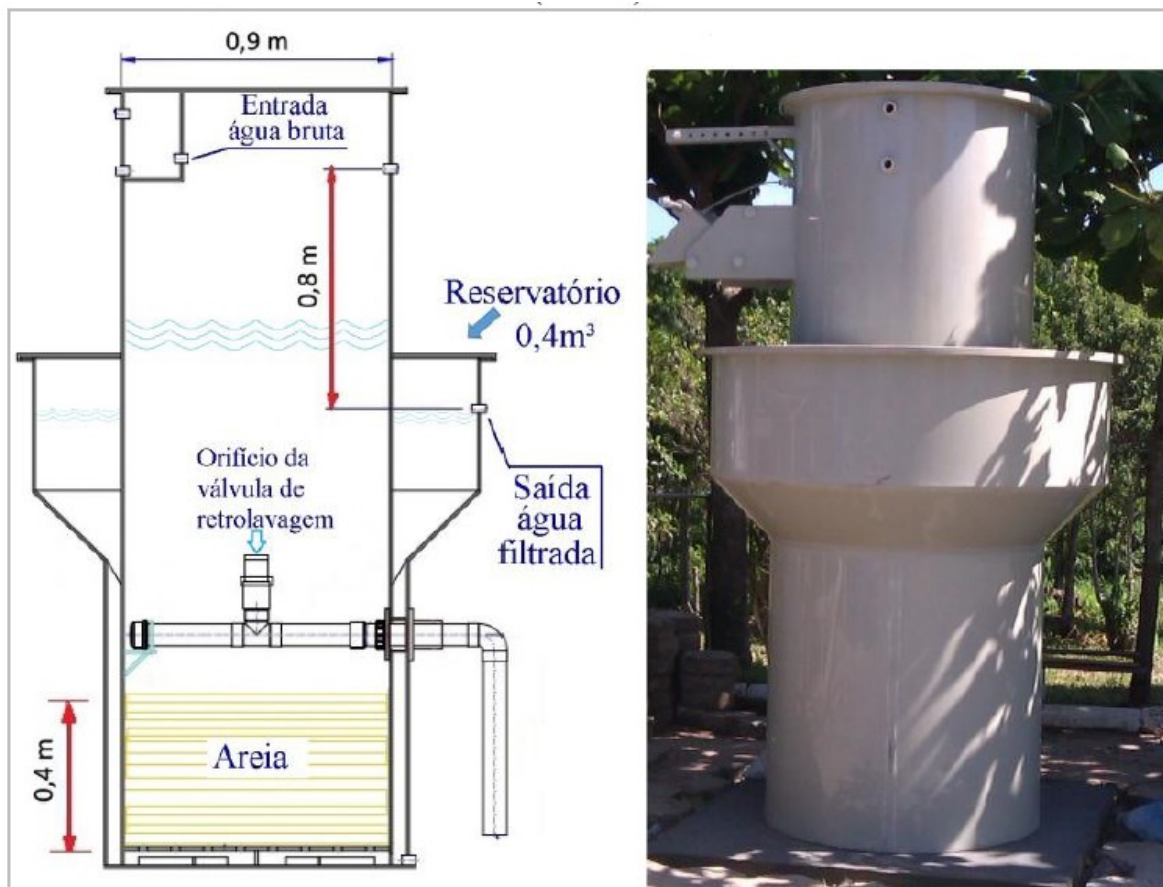 0,9 m
Entrada
água bruta
0,8 m
Reservatório
0,4m³
Orifício da
válvula de
retrolavagem
Saída
água
filtrada
Areia
0,4 m